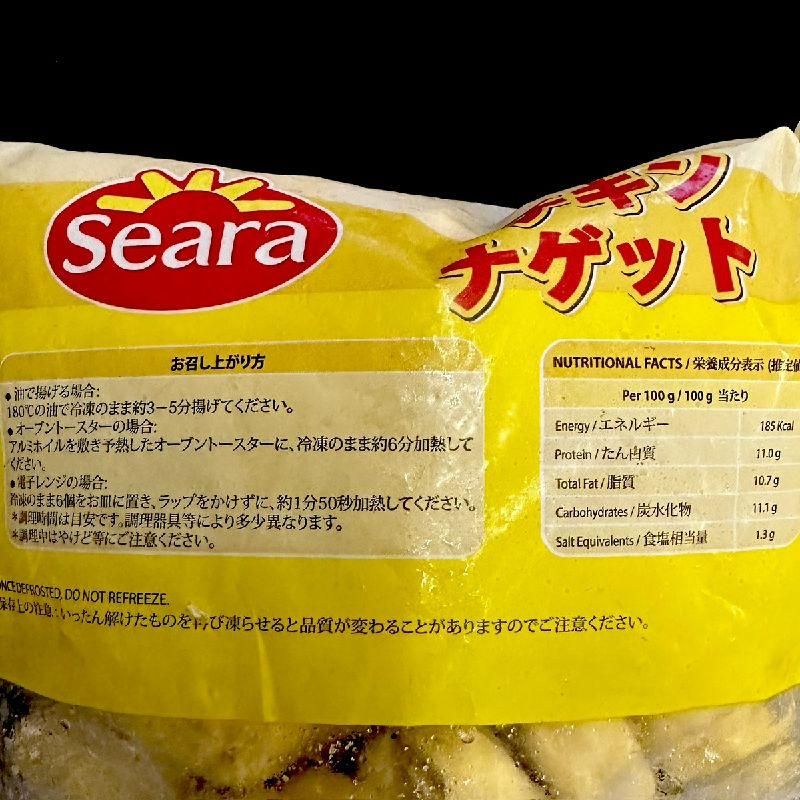 Seara
チキン
ナゲット
お召し上がり方
●油で揚げる場合:
180℃の油で冷凍のまま約3－5分揚げてください。
●オーブントースターの場合:
アルミホイルを敷き予熱したオーブントースターに、冷凍のまま約6分加熱して
ください。
●電子レンジの場合:
冷凍のまま6個をお皿に置き、ラップをかけずに、約1分50秒加熱してください。
＊調理時間は目安です。調理器具等により多少異なります。
＊調理中はやけど等にご注意ください。
NUTRITIONAL FACTS / 栄養成分表示 (推定値
Per 100 g / 100 g 当たり
Energy / エネルギー 185 Kcal
Protein / たん白質 11.0 g
Total Fat / 脂質 10.7 g
Carbohydrates / 炭水化物 11.1 g
Salt Equivalents / 食塩相当量 1.3 g
ONCE DEFROSTED, DO NOT REFREEZE.
保存上の注意:いったん解けたものを再び凍らせると品質が変わることがありますのでご注意ください。